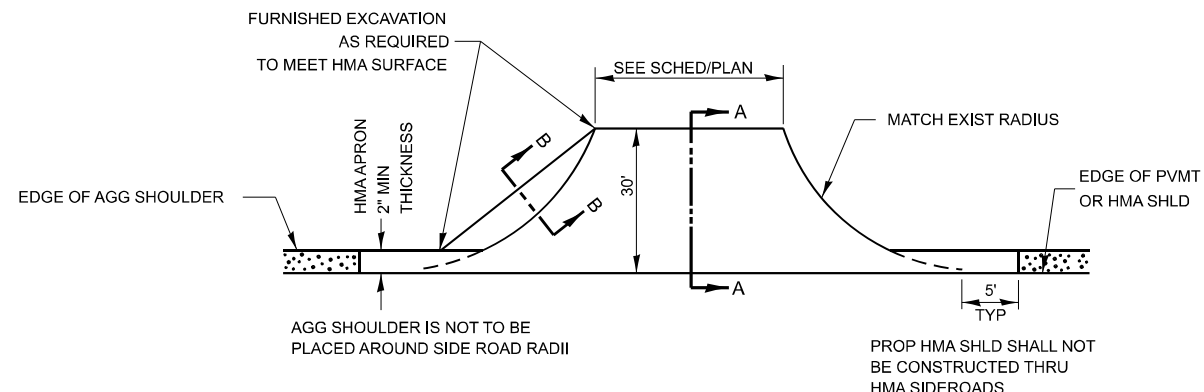 FURNISHED EXCAVATION
AS REQUIRED
TO MEET HMA SURFACE
SEE SCHED/PLAN
A
MATCH EXIST RADIUS
B
HMA APRON
2" MIN
THICKNESS
EDGE OF AGG SHOULDER
EDGE OF PVMT
OR HMA SHLD
30'
B
A
5'
TYP
AGG SHOULDER IS NOT TO BE
PLACED AROUND SIDE ROAD RADII
PROP HMA SHLD SHALL NOT
BE CONSTRUCTED THRU
HMA SIDEROADS